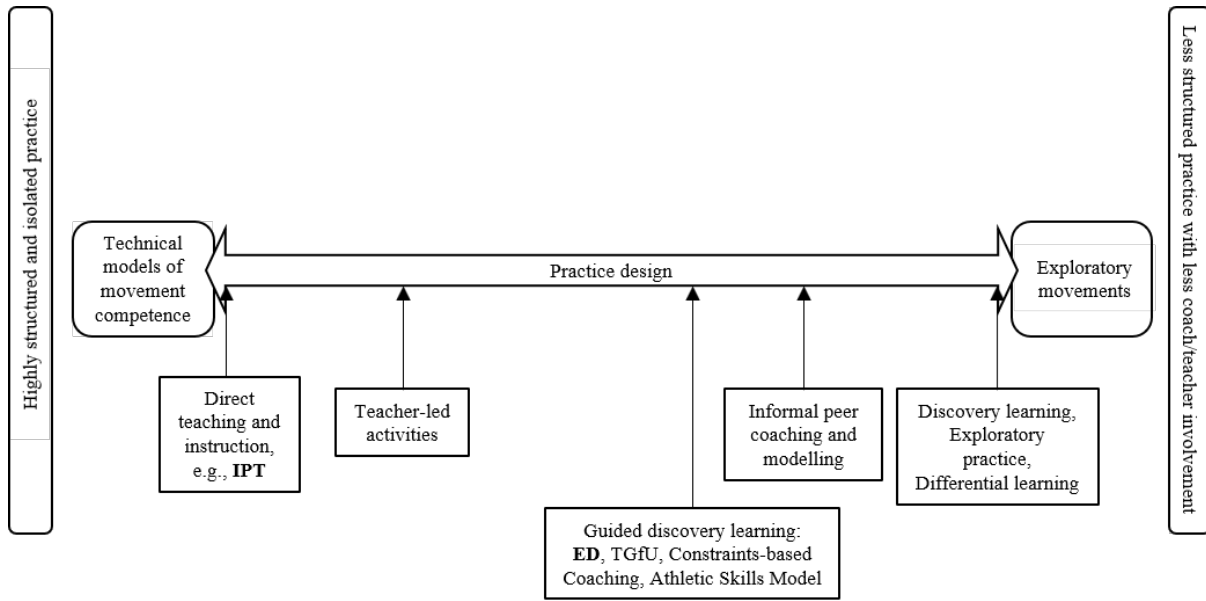 Highly structured and isolated practice
Technical
models of
movement
competence
Practice design
Exploratory
movements
Less structured practice with less coach/teacher involvement
Direct
teaching and
instruction,
e.g., IPT
Teacher-led
activities
Guided discovery learning:
ED, TGfU, Constraints-based
Coaching, Athletic Skills Model
Informal peer
coaching and
modelling
Discovery learning,
Exploratory
practice,
Differential learning